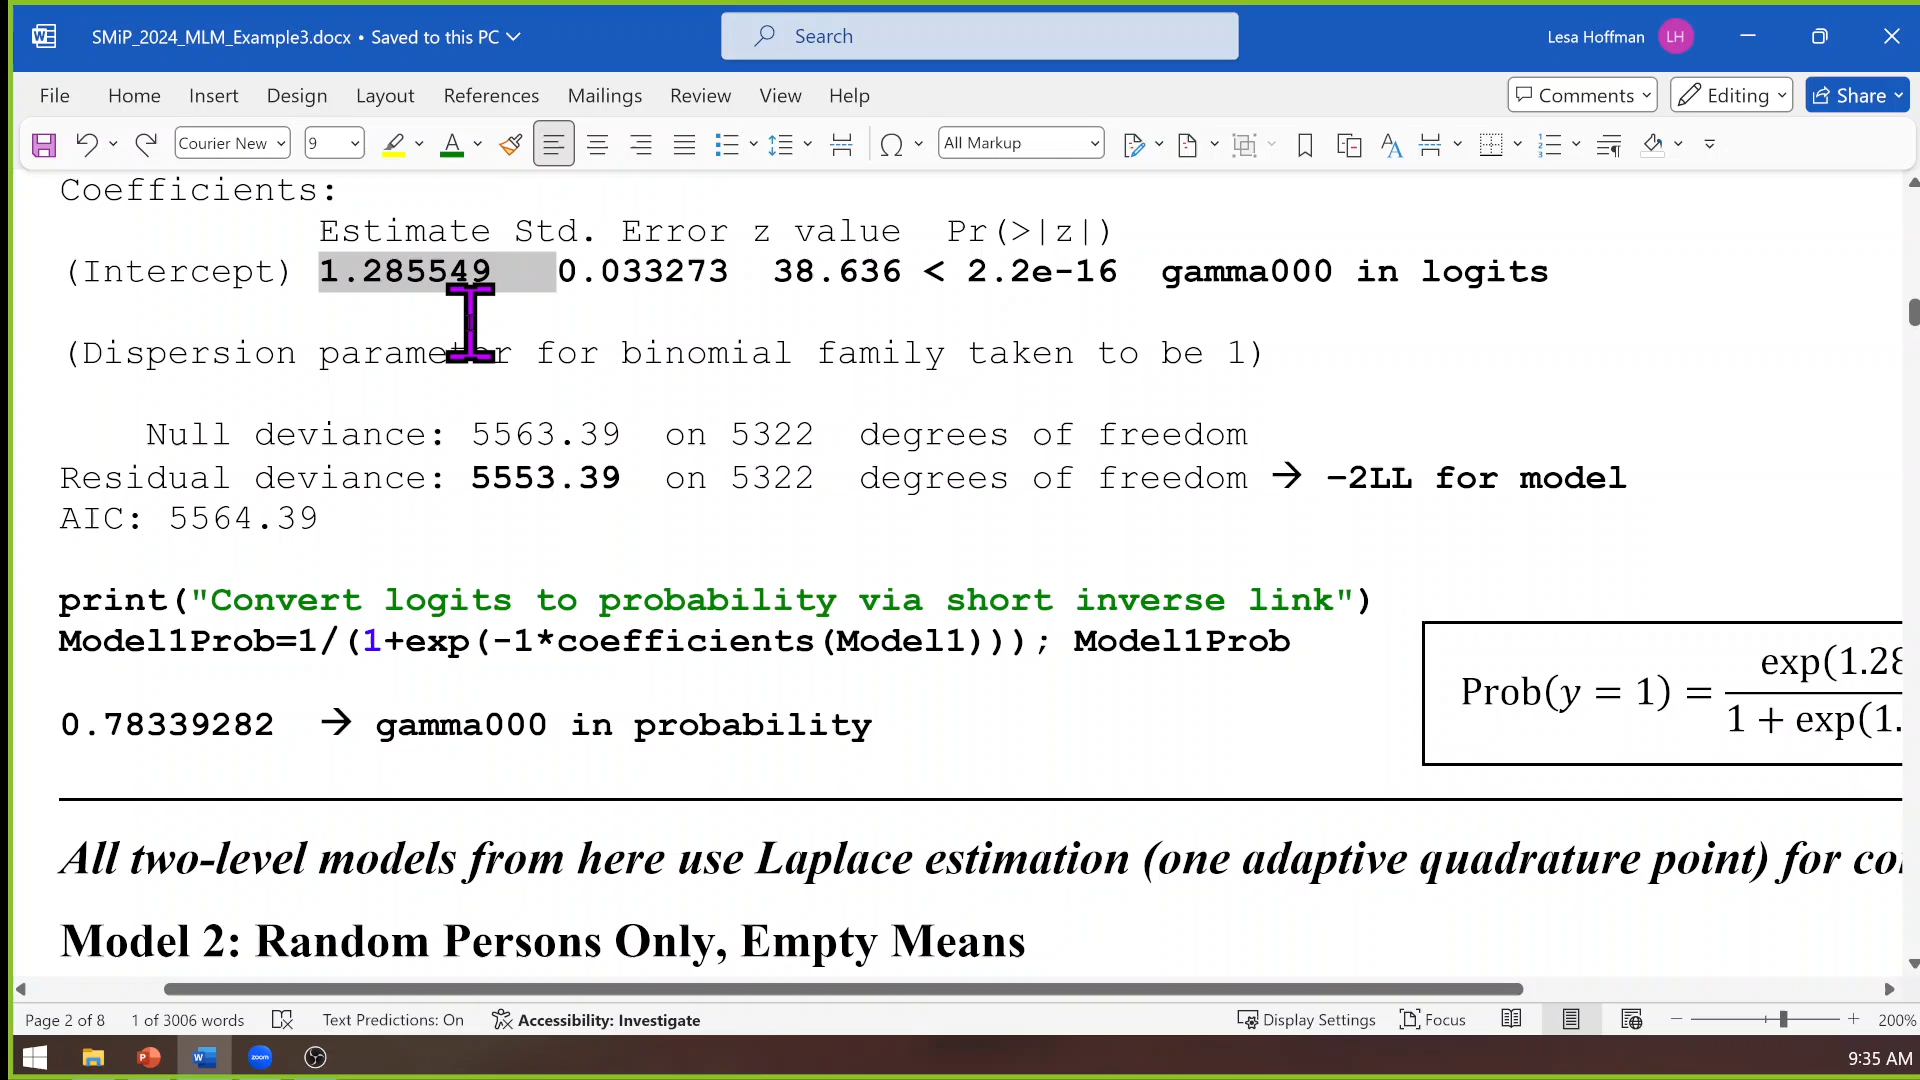 SMiP_2024_MLM_Example3.docx • Saved to this PC
Search
Lesa Hoffman
LH
File Home Insert Design Layout References Mailings Review View Help
Comments Editing Share
Courier New 9 All Markup
Coefficients:
Estimate Std. Error z value Pr(>|z|)
(Intercept) 1.285549 0.033273 38.636 < 2.2e-16 gamma000 in logits
(Dispersion parameter for binomial family taken to be 1)
Null deviance: 5563.39 on 5322 degrees of freedom
Residual deviance: 5553.39 on 5322 degrees of freedom → -2LL for model
AIC: 5564.39
print("Convert logits to probability via short inverse link")
Model1Prob=1/(1+exp(-1*coefficients(Model1))); Model1Prob
exp(1.28
Prob(y = 1) =
1 + exp(1.
0.78339282 → gamma000 in probability
All two-level models from here use Laplace estimation (one adaptive quadrature point) for co
Model 2: Random Persons Only, Empty Means
Page 2 of 8 1 of 3006 words Text Predictions: On Accessibility: Investigate
Display Settings Focus 200%
zoom
9:35 AM